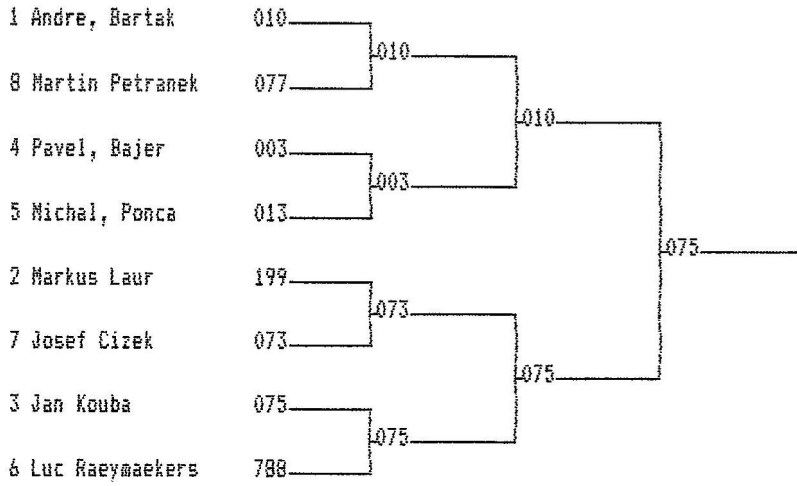 1 Andre, Bartak 010
010
8 Martin Petranek 077
010
4 Pavel, Bajer 003
003
5 Michal, Ponca 013
075
2 Markus Laur 199
073
7 Josef Cizek 073
075
3 Jan Kouba 075
075
6 Luc Raeymaekers 788